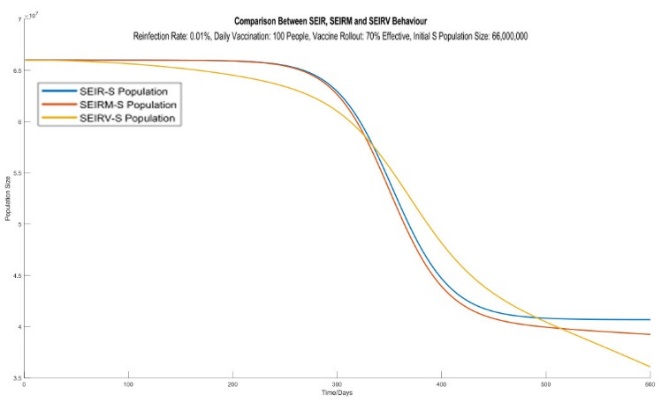 ×10⁷
Comparison Between SEIR, SEIRM and SEIRV Behaviour
Reinfection Rate: 0.01%, Daily Vaccination: 100 People, Vaccine Rollout: 70% Effective, Initial S Population Size: 66,000,000
7
6.5
6
5.5
5
4.5
4
3.5
Population Size
SEIR-S Population
SEIRM-S Population
SEIRV-S Population
0 100 200 300 400 500 600
Time/Days